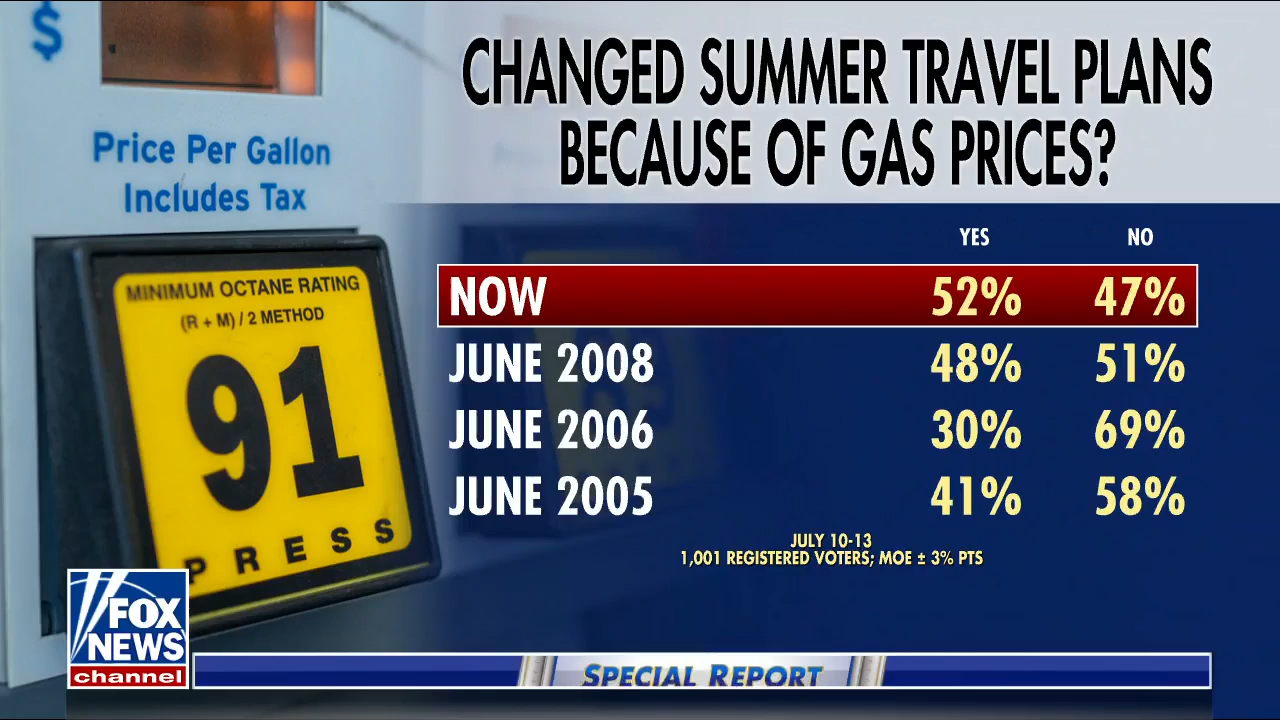 $
Price Per Gallon
Includes Tax
MINIMUM OCTANE RATING
(R + M) / 2 METHOD
91
PRESS
CHANGED SUMMER TRAVEL PLANS
BECAUSE OF GAS PRICES?
YES NO
NOW 52% 47%
JUNE 2008 48% 51%
JUNE 2006 30% 69%
JUNE 2005 41% 58%
JULY 10-13
1,001 REGISTERED VOTERS; MOE ± 3% PTS
FOX
NEWS
channel
SPECIAL REPORT